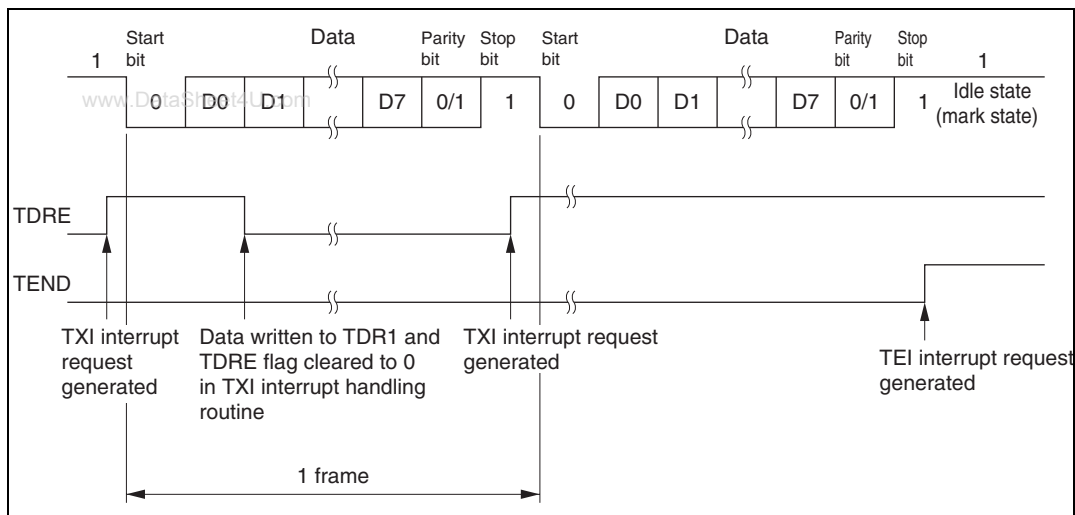 Start bit Data Parity bit Stop bit Start bit Data Parity bit Stop bit
1 0 D0 D1 D7 0/1 1 0 D0 D1 D7 0/1 1 1 Idle state (mark state)
www.DataSheet4U.com
TDRE
TEND
TXI interrupt
request
generated
Data written to TDR1 and
TDRE flag cleared to 0
in TXI interrupt handling
routine
TXI interrupt request
generated
TEI interrupt request
generated
1 frame